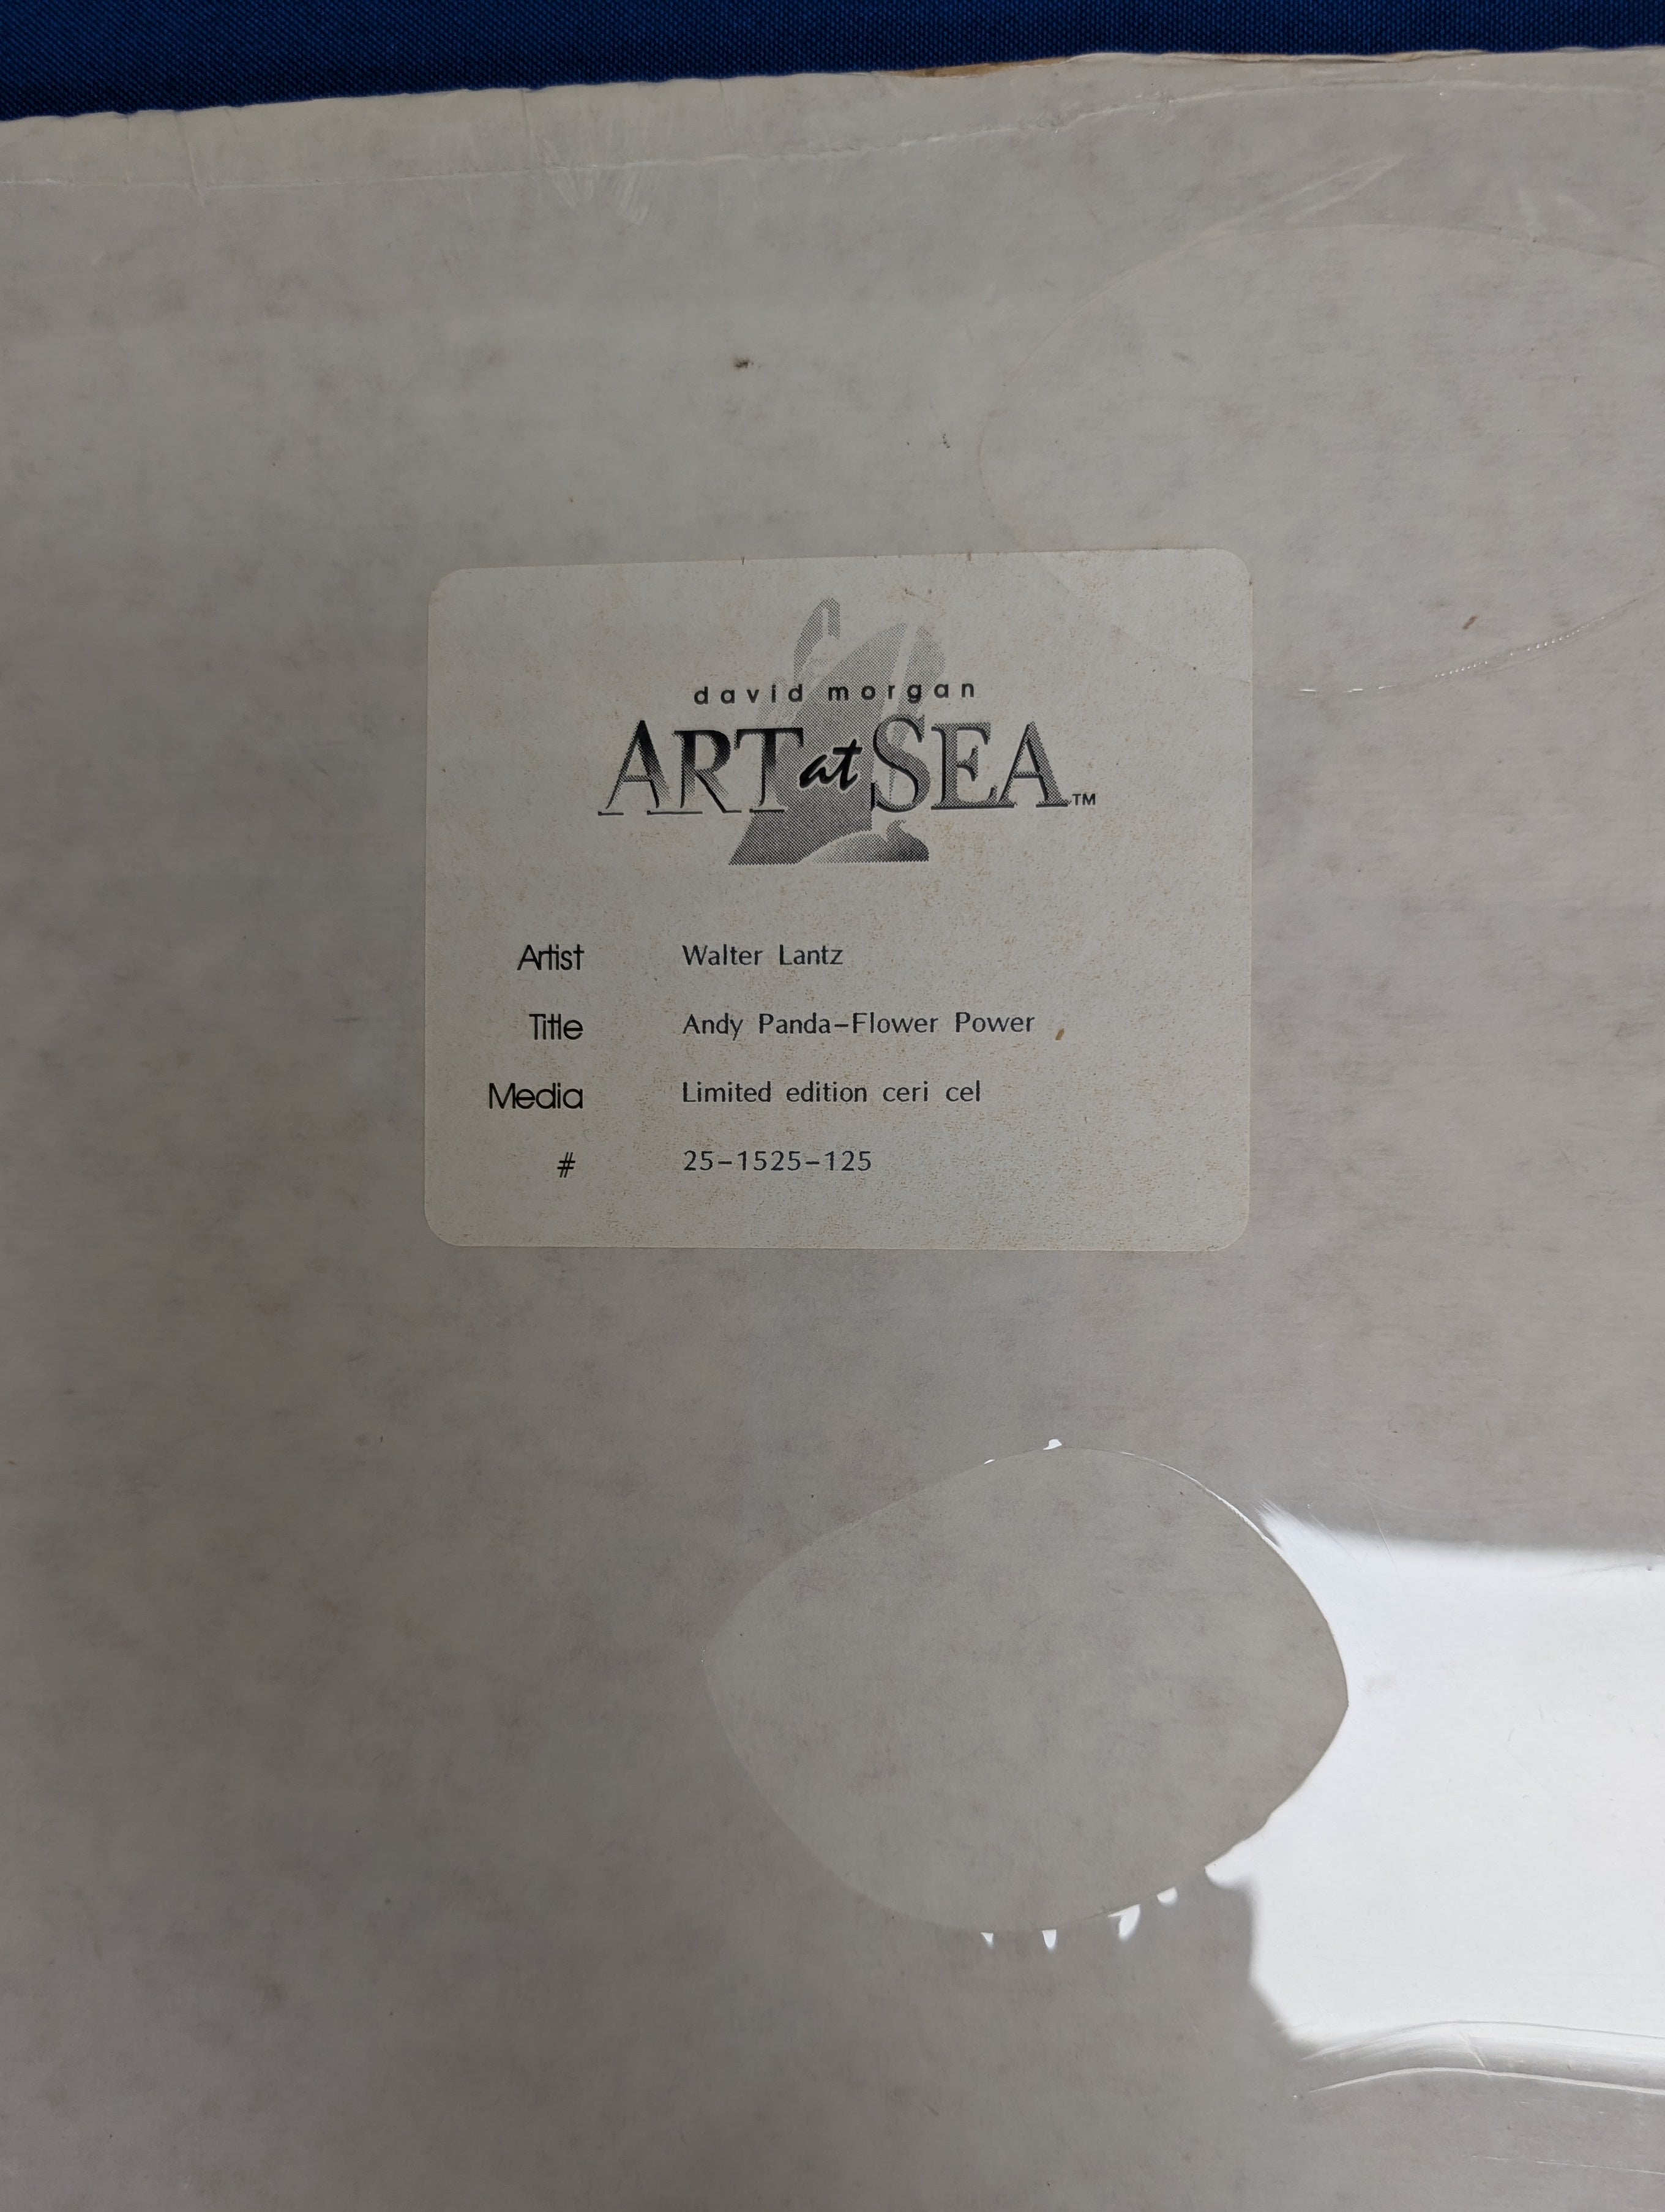 david morgan
ART at SEA™
Artist Walter Lantz
Title Andy Panda-Flower Power
Media Limited edition ceri cel
# 25-1525-125